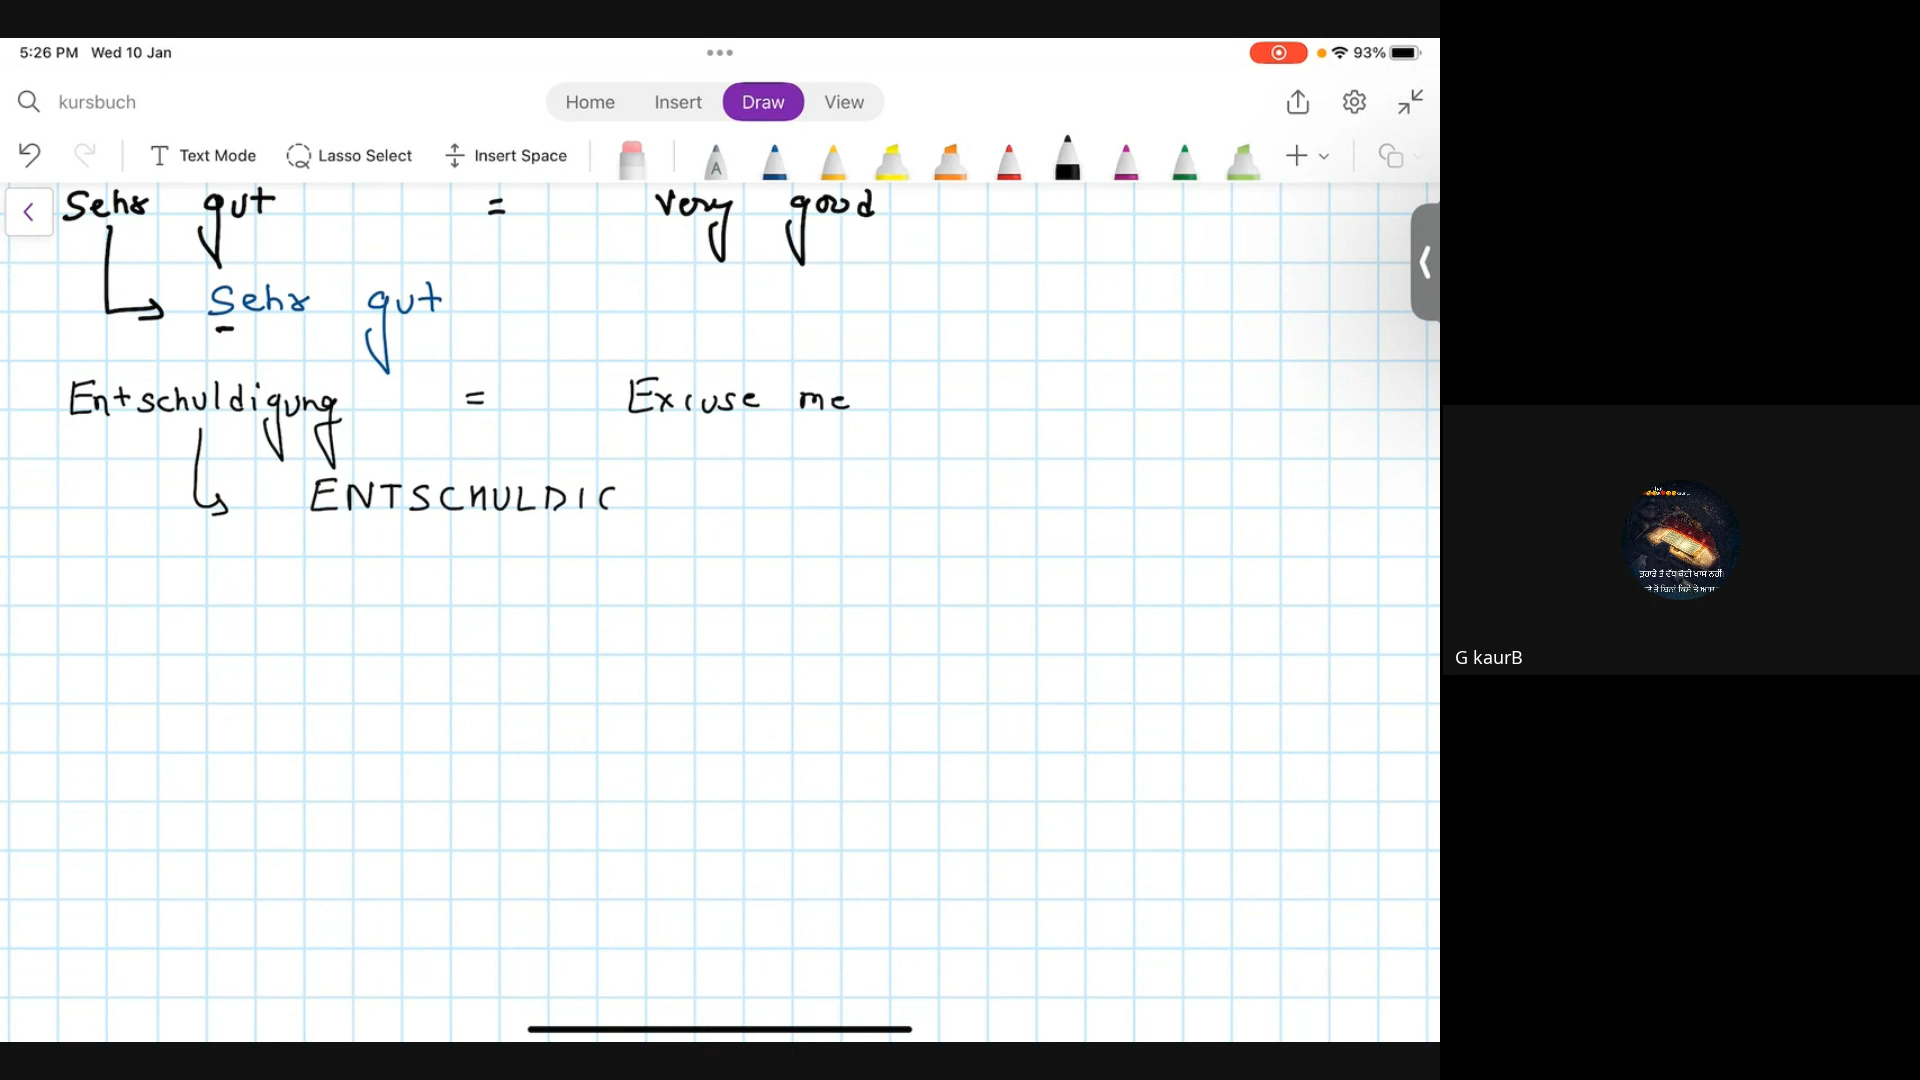 5:26 PM Wed 10 Jan 93%
kursbuch Home Insert Draw View
Text Mode Lasso Select Insert Space A
Sehr gut = very good
Sehr gut
Entschuldigung = Excuse me
ENTSCHULDIC
G kaurB